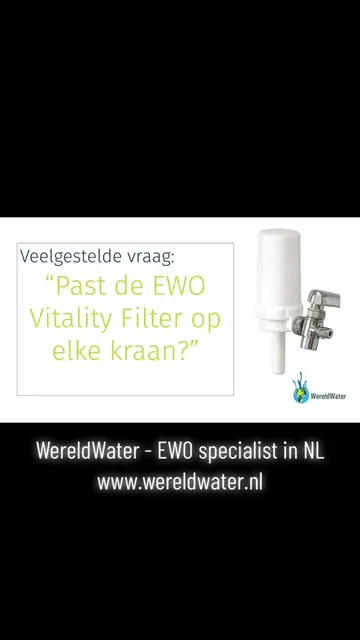 Veelgestelde vraag:
“Past de EWO
Vitality Filter op
elke kraan?”
WereldWater
WereldWater - EWO specialist in NL
www.wereldwater.nl